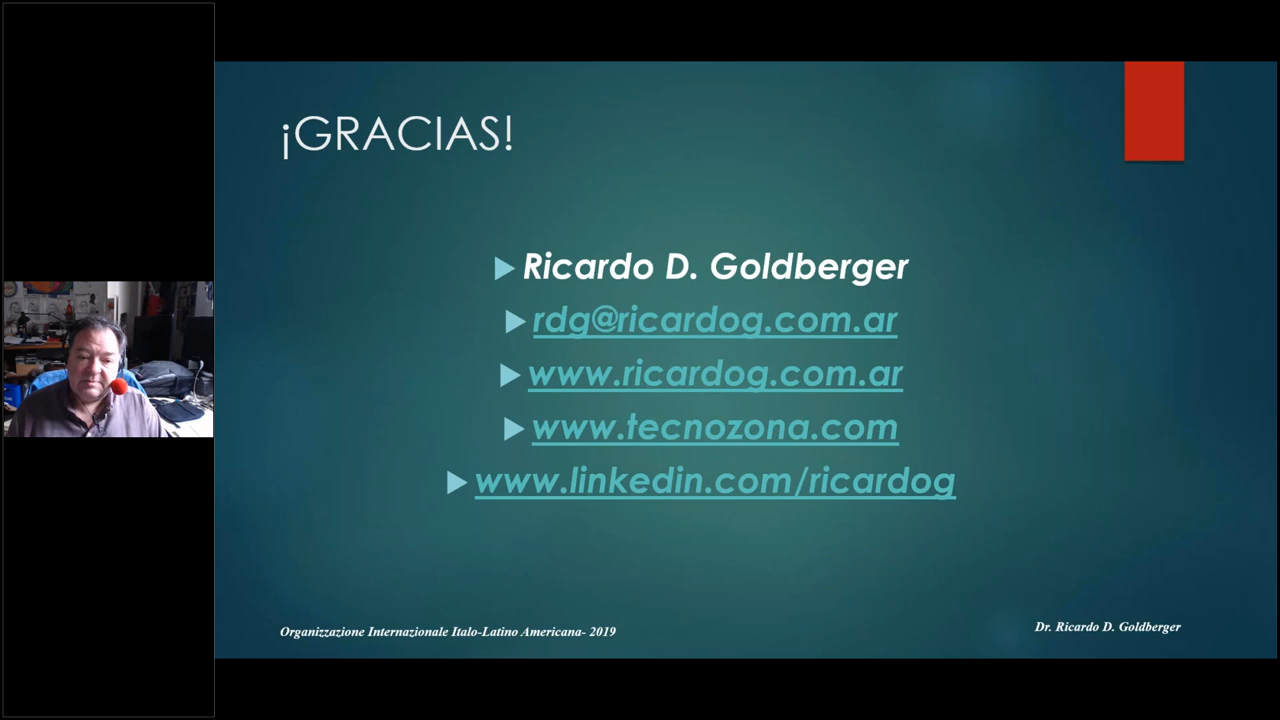 ¡GRACIAS!
Ricardo D. Goldberger
rdg@ricardog.com.ar
www.ricardog.com.ar
www.tecnozona.com
www.linkedin.com/ricardog
Organizzazione Internazionale Italo-Latino Americana- 2019
Dr. Ricardo D. Goldberger